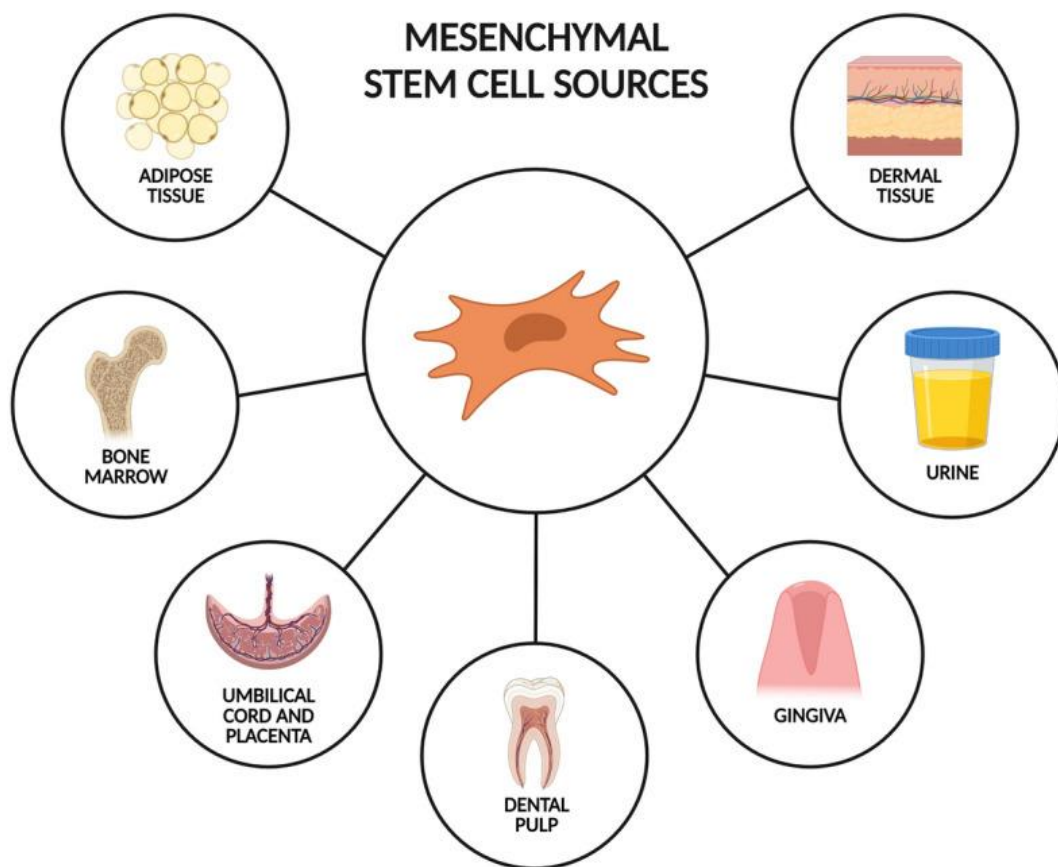 MESENCHYMAL
STEM CELL SOURCES
ADIPOSE
TISSUE
DERMAL
TISSUE
BONE
MARROW
URINE
UMBILICAL
CORD AND
PLACENTA
GINGIVA
DENTAL
PULP